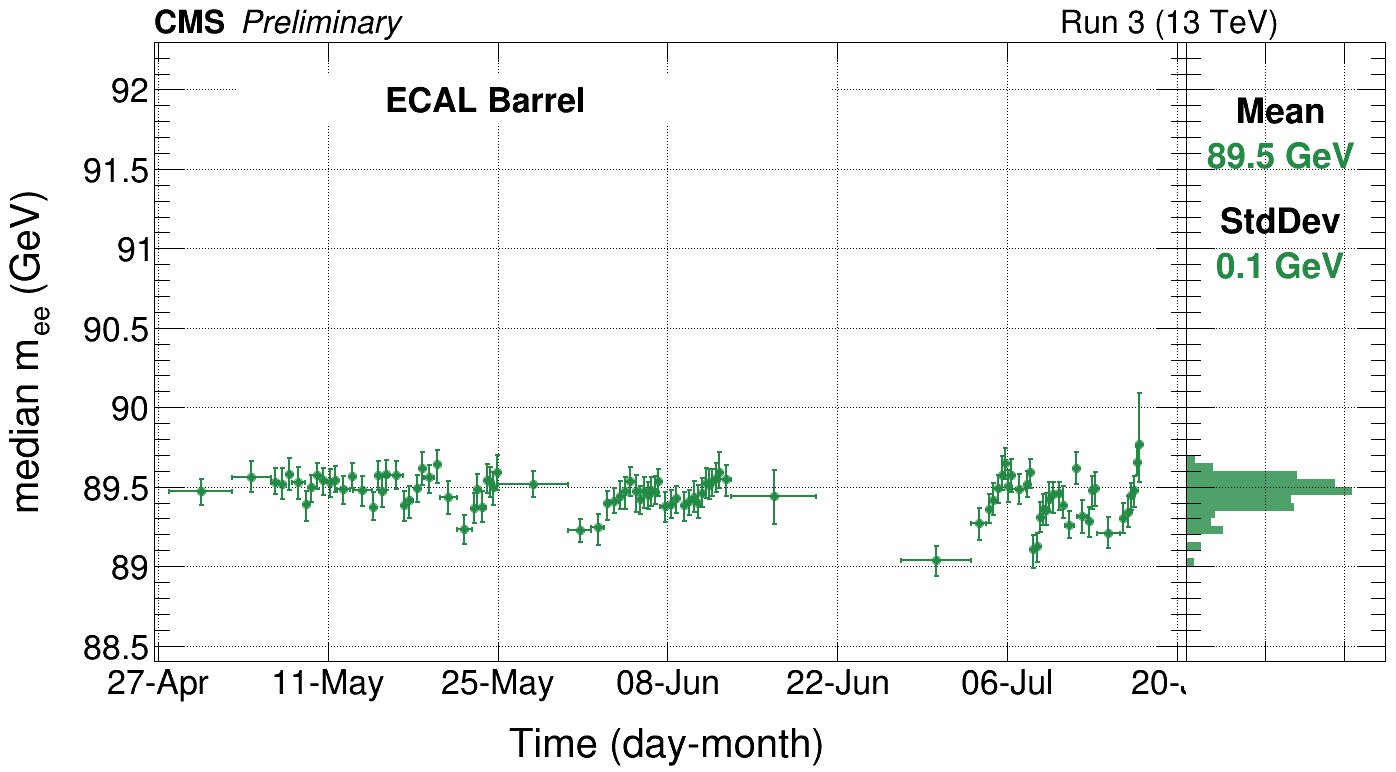 CMS Preliminary Run 3 (13 TeV)
ECAL Barrel
Mean
89.5 GeV
StdDev
0.1 GeV
92
91.5
91
90.5
90
89.5
89
88.5
median mee (GeV)
27-Apr 11-May 25-May 08-Jun 22-Jun 06-Jul 20-
Time (day-month)